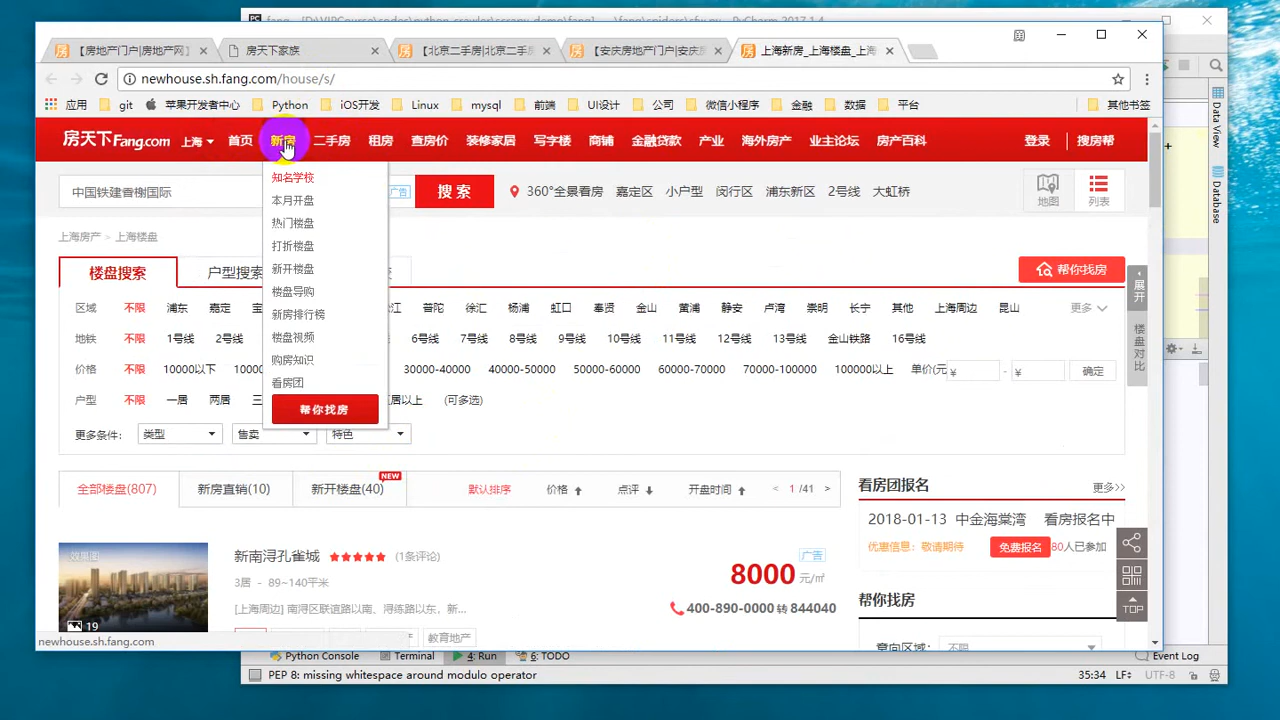 【房地产门户|房地产网】
房天下家族
【北京二手房|北京二手
【安庆房地产门户|安庆
上海新房_上海楼盘_上海
newhouse.sh.fang.com/house/s/
应用 git 苹果开发者中心 Python iOS开发 Linux mysql 前端 UI设计 公司 微信小程序 金融 数据 平台 其他书签
房天下Fang.com 上海 首页 新房 二手房 租房 查房价 装修家居 写字楼 商铺 金融贷款 产业 海外房产 业主论坛 房产百科 登录 搜房帮
知名学校
本月开盘
热门楼盘
打折楼盘
新开楼盘
楼盘导购
新房排行榜
楼盘视频
购房知识
看房团
帮你找房
中国铁建香榭国际 广告 搜索 360°全景看房 嘉定区 小户型 闵行区 浦东新区 2号线 大虹桥 地图 列表
上海房产 > 上海楼盘
楼盘搜索 户型搜索 帮你找房
区域 不限 浦东 嘉定 宝 江 普陀 徐汇 杨浦 虹口 奉贤 金山 黄浦 静安 卢湾 崇明 长宁 其他 上海周边 昆山 更多
地铁 不限 1号线 2号线 6号线 7号线 8号线 9号线 10号线 11号线 12号线 13号线 金山铁路 16号线
价格 不限 10000以下 1000 30000-40000 40000-50000 50000-60000 60000-70000 70000-100000 100000以上 单价(元 ¥ - ¥ 确定
户型 不限 一居 两居 三 居以上 (可多选)
更多条件: 类型 售卖 特色
展开
楼盘对比
全部楼盘(807) 新房直销(10) 新开楼盘(40) NEW 默认排序 价格 点评 开盘时间 < 1 /41 >
看房团报名 更多>>
2018-01-13 中金海棠湾 看房报名中
优惠信息: 敬请期待 免费报名 80人已参加
帮你找房
意向区域: 不限
效果图
19
新南浔孔雀城 (1条评论) 广告
3居 - 89~140平米
8000 元/㎡
[上海周边] 南浔区联谊路以南、浔练路以东，新...
400-890-0000 转 844040
教育地产
TOP
newhouse.sh.fang.com
Data View
Database
Python Console Terminal 4: Run 6: TODO Event Log
PEP 8: missing whitespace around modulo operator 35:34 LF UTF-8